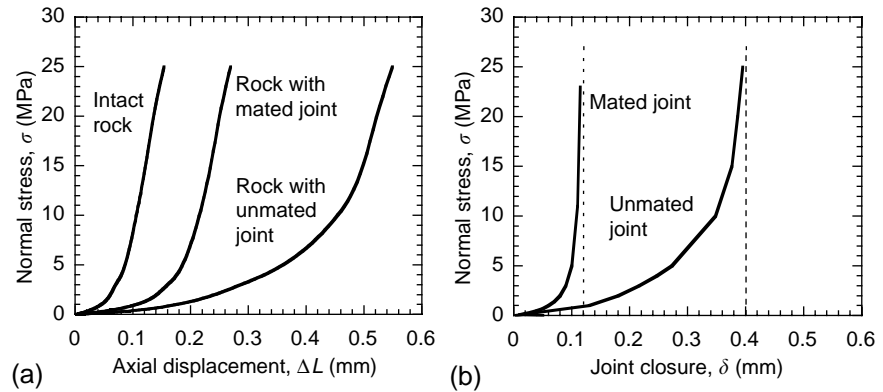 30
25
20
15
10
5
0
Normal stress, σ (MPa)
Intact
rock
Rock with
mated joint
Rock with
unmated
joint
0 0.1 0.2 0.3 0.4 0.5 0.6
Axial displacement, ΔL (mm)
(a)
30
25
20
15
10
5
0
Normal stress, σ (MPa)
Mated joint
Unmated
joint
0 0.1 0.2 0.3 0.4 0.5 0.6
Joint closure, δ (mm)
(b)